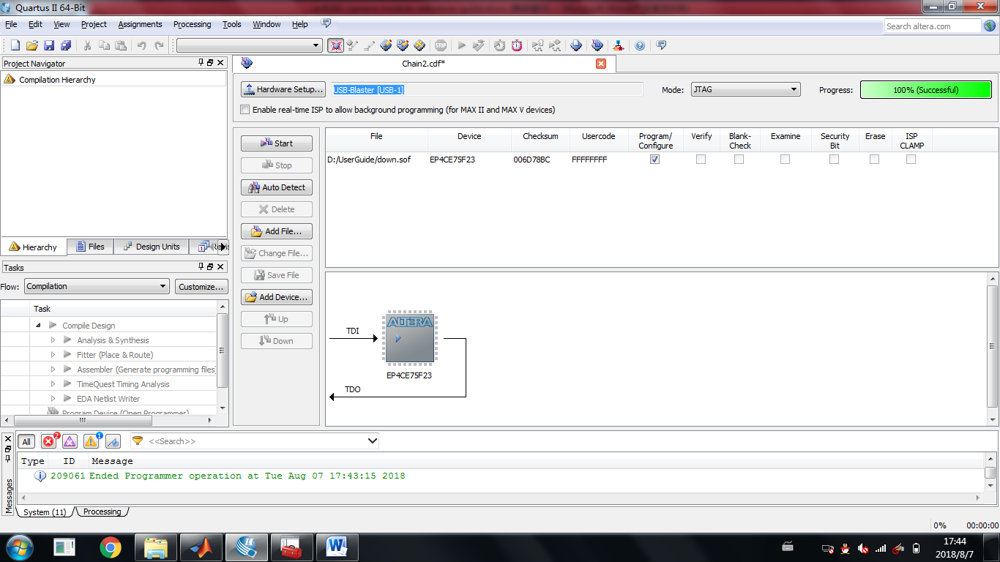 Quartus II 64-Bit
File Edit View Project Assignments Processing Tools Window Help
Search altera.com
Project Navigator
Compilation Hierarchy
Hierarchy Files Design Units
Tasks
Flow: Compilation Customize...
Task
Compile Design
Analysis & Synthesis
Fitter (Place & Route)
Assembler (Generate programming files)
TimeQuest Timing Analysis
EDA Netlist Writer
Program Device (Open Programmer)
Chain2.cdf*
Hardware Setup... USB-Blaster [USB-1] Mode: JTAG Progress: 100% (Successful)
Enable real-time ISP to allow background programming (for MAX II and MAX V devices)
Start
Stop
Auto Detect
Delete
Add File...
Change File...
Save File
Add Device...
Up
Down
File Device Checksum Usercode Program/ Verify Blank- Examine Security Erase ISP
Configure Check Bit CLAMP
D:/UserGuide/down.sof EP4CE75F23 006D78BC FFFFFFFF
ALTERA
TDI
EP4CE75F23
TDO
Messages
All 2 1 <<Search>>
Type ID Message
209061 Ended Programmer operation at Tue Aug 07 17:43:15 2018
System (11) Processing
0% 00:00:00
17:44
2018/8/7